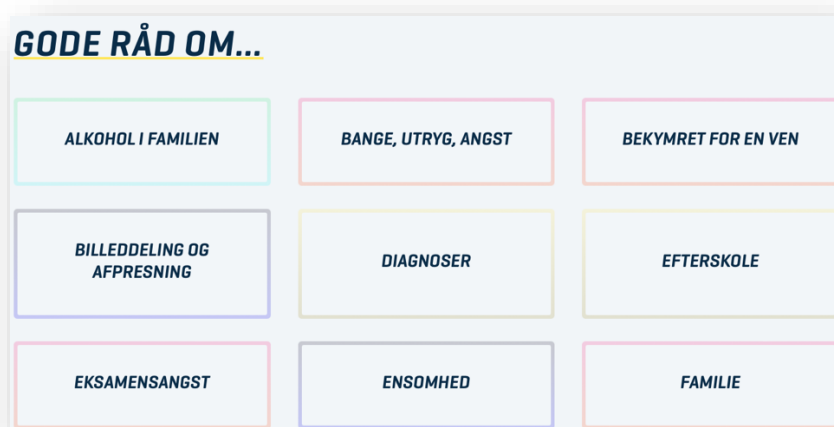 GODE RÅD OM...
ALKOHOL I FAMILIEN
BANGE, UTRYG, ANGST
BEKYMRET FOR EN VEN
BILLEDDELING OG
AFPRESNING
DIAGNOSER
EFTERSKOLE
EKSAMENSANGST
ENSOMHED
FAMILIE